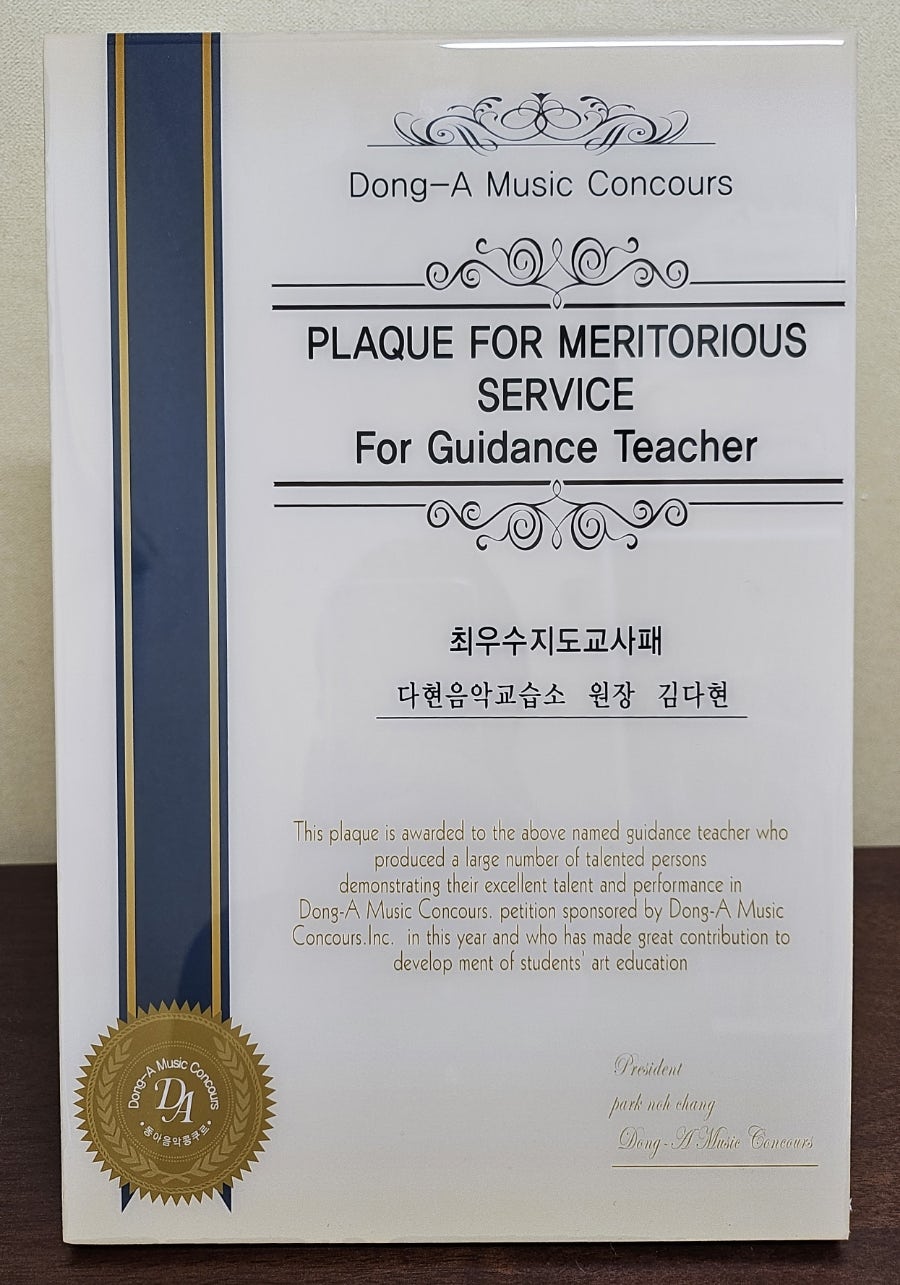 Dong-A Music Concours
PLAQUE FOR MERITORIOUS
SERVICE
For Guidance Teacher
최우수지도교사패
다현음악교습소 원장 김다현
This plaque is awarded to the above named guidance teacher who
produced a large number of talented persons
demonstrating their excellent talent and performance in
Dong-A Music Concours. petition sponsored by Dong-A Music
Concours.Inc. in this year and who has made great contribution to
develop ment of students' art education
President
park noh chang
Dong-A Music Concours
Dong-A Music Concours
DA
•동아음악콩쿠르•